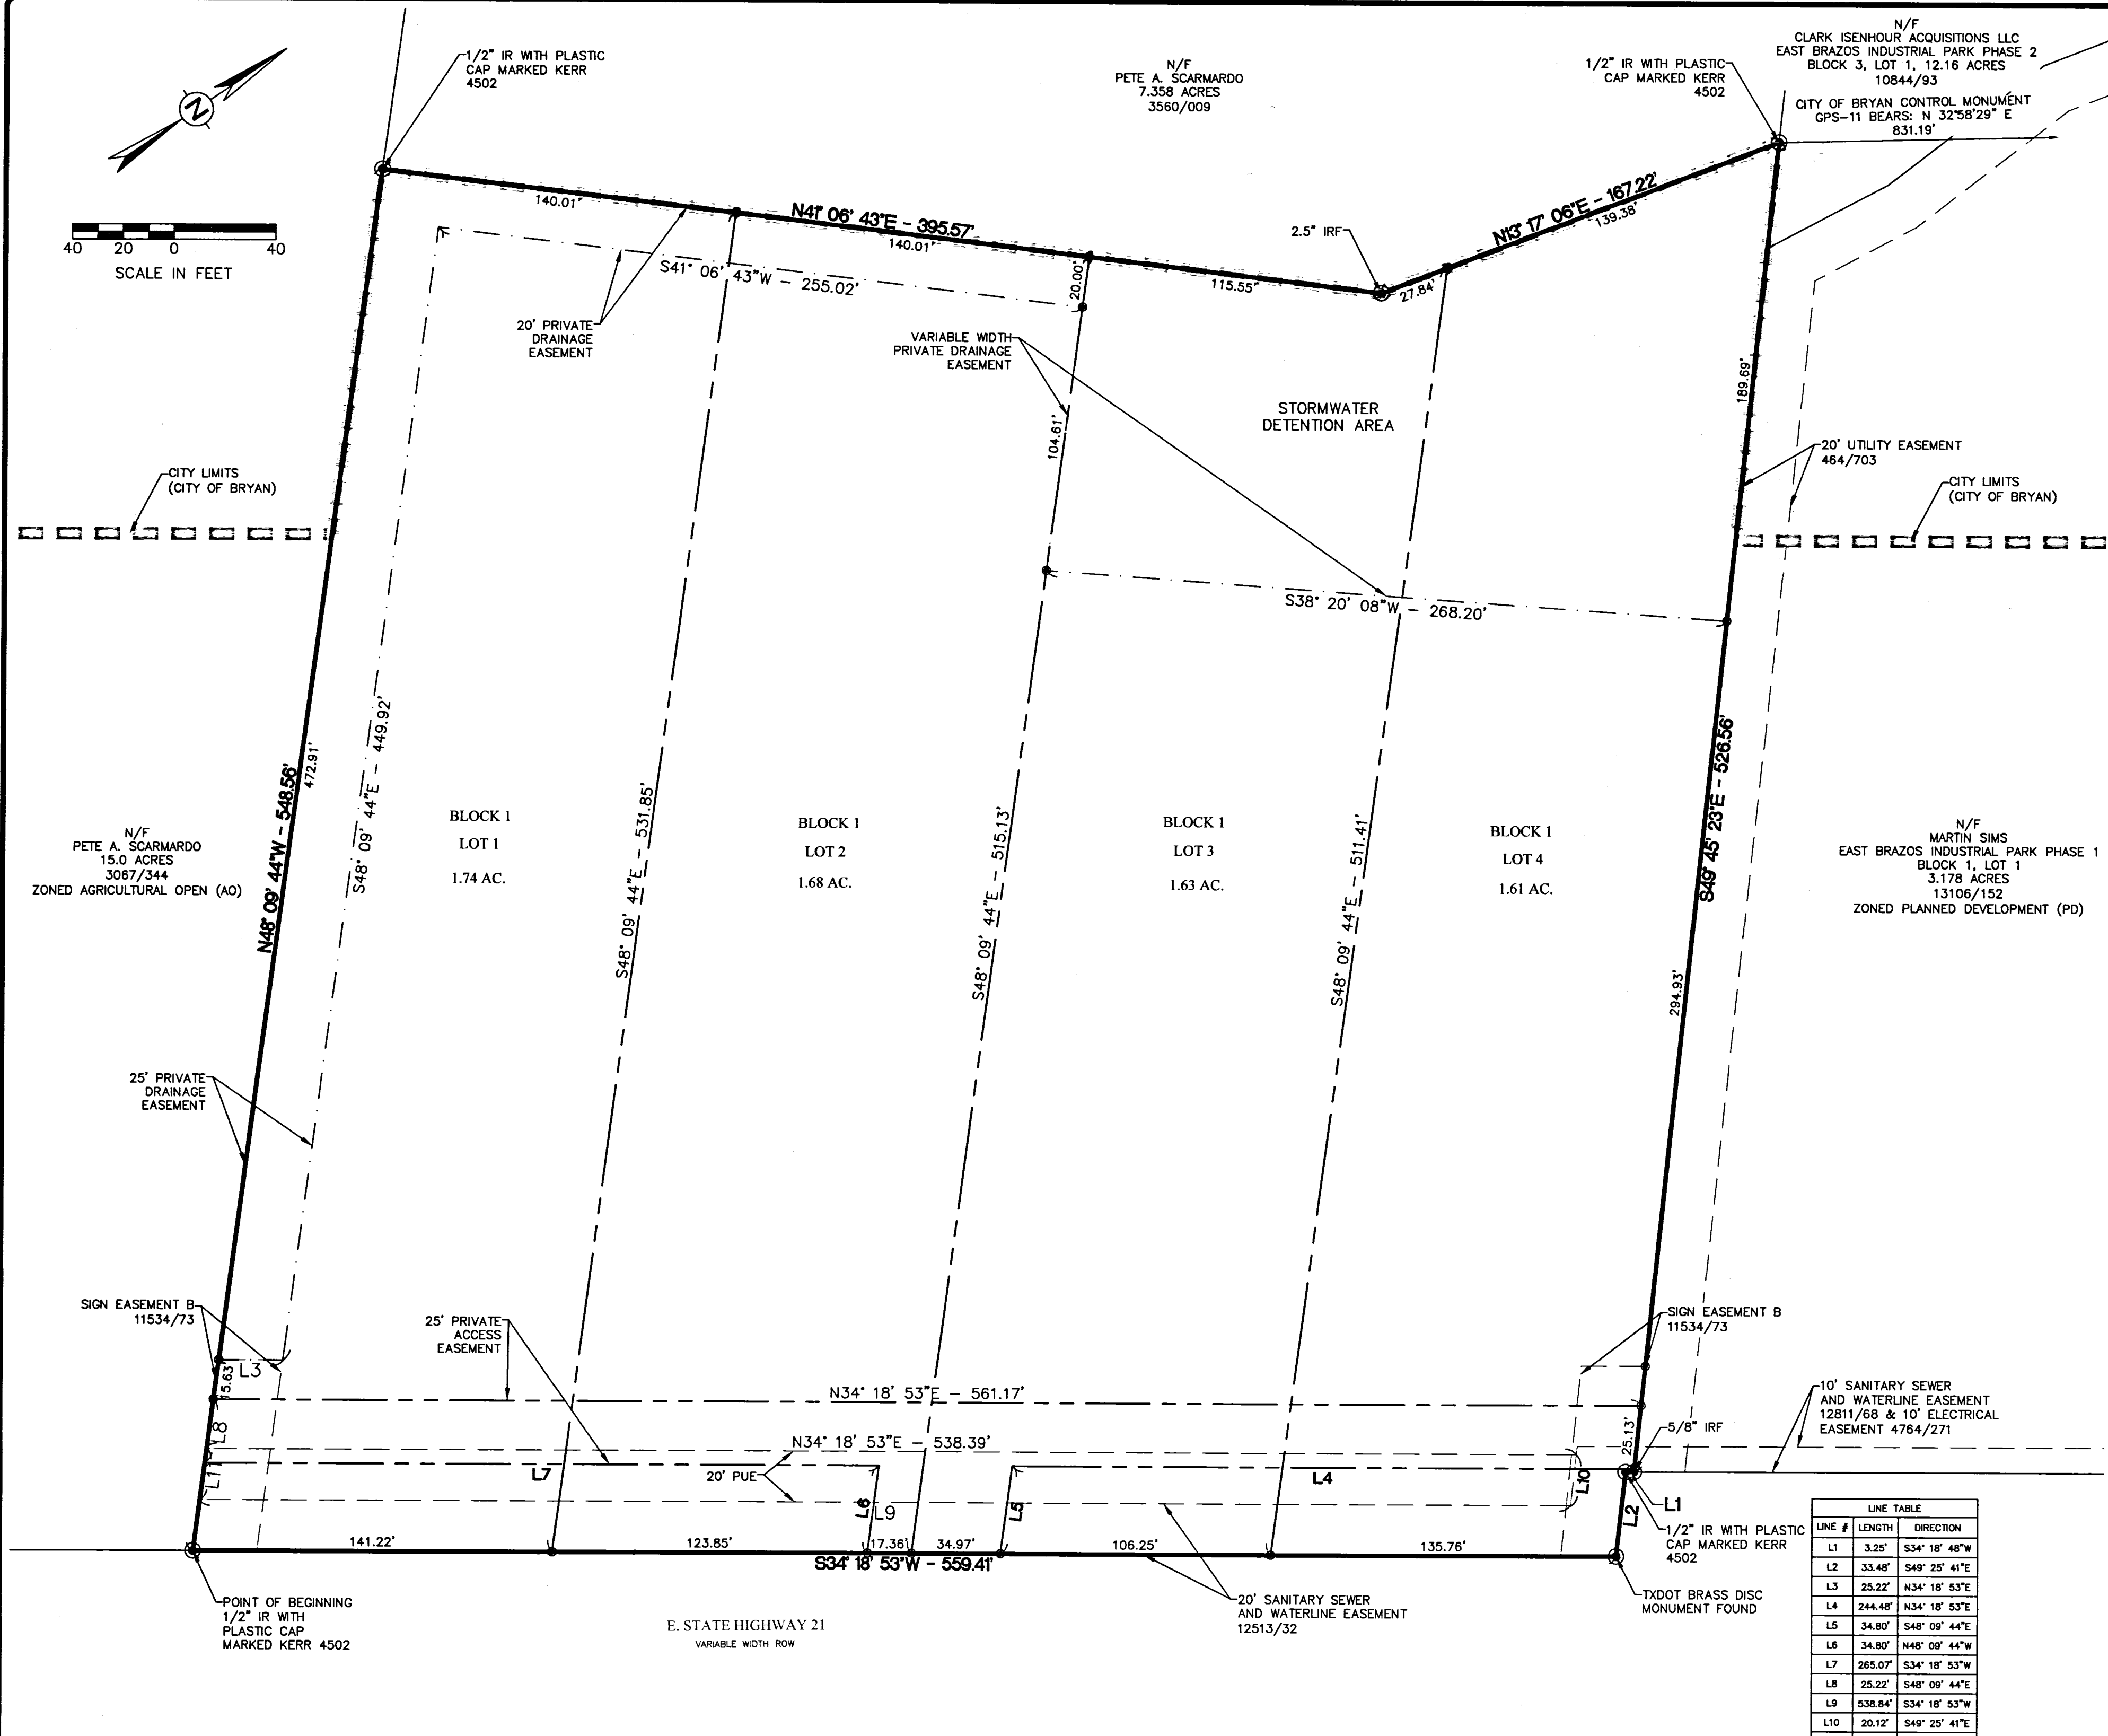 1/2" IR WITH PLASTIC
CAP MARKED KERR
4502
N/F
PETE A. SCARMARDO
7.358 ACRES
3560/009
1/2" IR WITH PLASTIC
CAP MARKED KERR
4502
N/F
CLARK ISENHOUR ACQUISITIONS LLC
EAST BRAZOS INDUSTRIAL PARK PHASE 2
BLOCK 3, LOT 1, 12.16 ACRES
10844/93
CITY OF BRYAN CONTROL MONUMENT
GPS-11 BEARS: N 32°58'29" E
831.19'
N
40 20 0 40
SCALE IN FEET
140.01'
N41° 06' 43"E - 395.57'
140.01'
S41° 06' 43"W - 255.02'
20.00'
115.55'
2.5" IRF
27.84'
N13° 17' 06"E - 167.22'
139.38'
20' PRIVATE
DRAINAGE
EASEMENT
VARIABLE WIDTH
PRIVATE DRAINAGE
EASEMENT
STORMWATER
DETENTION AREA
104.61'
189.69'
20' UTILITY EASEMENT
464/703
CITY LIMITS
(CITY OF BRYAN)
CITY LIMITS
(CITY OF BRYAN)
S38° 20' 08"W - 268.20'
N48° 09' 44"W - 548.56'
472.91'
S48° 09' 44"E - 449.92'
S48° 09' 44"E - 531.85'
S48° 09' 44"E - 515.13'
S48° 09' 44"E - 511.41'
S49° 45' 23"E - 526.56'
294.93'
N/F
PETE A. SCARMARDO
15.0 ACRES
3067/344
ZONED AGRICULTURAL OPEN (AO)
BLOCK 1
LOT 1
1.74 AC.
BLOCK 1
LOT 2
1.68 AC.
BLOCK 1
LOT 3
1.63 AC.
BLOCK 1
LOT 4
1.61 AC.
N/F
MARTIN SIMS
EAST BRAZOS INDUSTRIAL PARK PHASE 1
BLOCK 1, LOT 1
3.178 ACRES
13106/152
ZONED PLANNED DEVELOPMENT (PD)
25' PRIVATE
DRAINAGE
EASEMENT
SIGN EASEMENT B
11534/73
25' PRIVATE
ACCESS
EASEMENT
SIGN EASEMENT B
11534/73
L3
15.63'
N34° 18' 53"E - 561.17'
L8
N34° 18' 53"E - 538.39'
25.13'
5/8" IRF
10' SANITARY SEWER
AND WATERLINE EASEMENT
12811/68 & 10' ELECTRICAL
EASEMENT 4764/271
L11
L7
20' PUE
L6
L9
L5
L4
L10
L2
L1
1/2" IR WITH PLASTIC
CAP MARKED KERR
4502
141.22'
123.85'
17.36'
34.97'
106.25'
135.76'
S34° 18' 53"W - 559.41'
POINT OF BEGINNING
1/2" IR WITH
PLASTIC CAP
MARKED KERR 4502
E. STATE HIGHWAY 21
VARIABLE WIDTH ROW
20' SANITARY SEWER
AND WATERLINE EASEMENT
12513/32
TXDOT BRASS DISC
MONUMENT FOUND
LINE TABLE
LINE # LENGTH DIRECTION
L1 3.25' S34° 18' 48"W
L2 33.48' S49° 25' 41"E
L3 25.22' N34° 18' 53"E
L4 244.48' N34° 18' 53"E
L5 34.80' S48° 09' 44"E
L6 34.80' N48° 09' 44"W
L7 265.07' S34° 18' 53"W
L8 25.22' S48° 09' 44"E
L9 538.84' S34° 18' 53"W
L10 20.12' S49° 25' 41"E